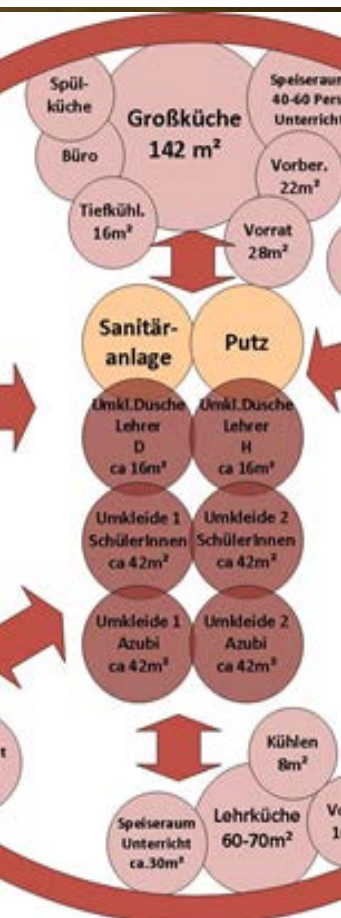 Spül-
küche
Großküche
142 m²
Speiseraum
40-60 Pers
Unterricht
Büro
Vorber.
22m²
Tiefkühl.
16m²
Vorrat
28m²
Sanitär-
anlage
Putz
Umkl.Dusche
Lehrer
D
ca 16m²
Umkl.Dusche
Lehrer
H
ca 16m²
Umkleide 1
SchülerInnen
ca 42m²
Umkleide 2
SchülerInnen
ca 42m²
Umkleide 1
Azubi
ca 42m²
Umkleide 2
Azubi
ca 42m²
t
Kühlen
8m²
Speiseraum
Unterricht
ca.30m²
Lehrküche
60-70m²
Vo
1